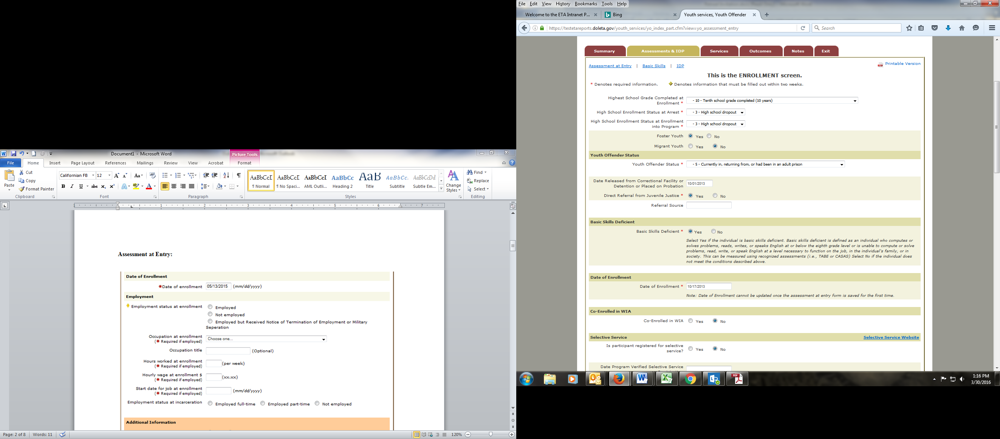 Document1 - Microsoft Word
Picture Tools
File Home Insert Page Layout References Mailings Review View Acrobat Format
Paste
Cut
Copy
Format Painter
Clipboard
Californian FB 12
Font
Paragraph
AaBbCcI AaBbCcI AaBbCcI AaBbCc AaB AaBbCc. AaBbCcDd
¶ Normal ¶ No Spaci... AML Outli... Heading 2 Title Subtitle Subtle Em...
Change Styles
Styles
Find
Replace
Select
Editing
1 1 2 3 4 5 6 7
Assessment at Entry:
Date of Enrollment
*Date of enrollment 05/13/2015 (mm/dd/yyyy)
Employment
Employment status at enrollment Employed
Not employed
Employed but Received Notice of Termination of Employment or Military
Seperation
Occupation at enrollment Choose one...
(* Required if employed)
Occupation title (Optional)
Hours worked at enrollment (per week)
(* Required if employed)
Hourly wage at enrollment $ (xx.xx)
(* Required if employed)
Start date for job at enrollment (mm/dd/yyyy)
(* Required if employed)
Employment status at incarceration Employed full-time Employed part-time Not employed
Additional Information
Page: 2 of 8 Words: 11 120%
File Edit View History Bookmarks Tools Help
Welcome to the ETA Intranet P... Bing Youth services, Youth Offender
https://testetareports.doleta.gov/youth_services/yo_index_part.cfm?view=yo_assessment_entry Search
Summary Assessments & IDP Services Outcomes Notes Exit
Assessment at Entry | Basic Skills | IDP Printable Version
This is the ENROLLMENT screen.
* Denotes required information. Denotes information that must be filled out within two weeks.
Highest School Grade Completed at
Enrollment * - 10 - Tenth school grade completed (10 years)
High School Enrollment Status at Arrest * - 3 - High school dropout
High School Enrollment Status at Enrollment
into Program * - 3 - High school dropout
Foster Youth Yes No
Migrant Youth Yes No
Youth Offender Status
Youth Offender Status * - 5 - Currently in, returning from, or had been in an adult prison
Date Released from Correctional Facility or
Detention or Placed on Probation 10/01/2013
Direct Referral from Juvenile Justice * Yes No
Referral Source
Basic Skills Deficient
Basic Skills Deficient * Yes No
Select Yes if the individual is basic skills deficient. Basic skills deficient is defined as an individual who computes or
solves problems, reads, writes, or speaks English at or below the eighth grade level or is unable to compute or solve
problems, read, write, or speak English at a level necessary to function on the job, in the individual's family, or in
society. This can be measured using recognized assessments (i.e., TABE or CASAS) Select No if the individual does
not meet the conditions described above.
Date of Enrollment
Date of Enrollment * 10/17/2013
Note: Date of Enrollment cannot be updated once the assessment at entry form is saved for the first time.
Co-Enrolled in WIA
Co-Enrolled in WIA Yes No
Selective Service Selective Service Website
Is participant registered for selective
service? Yes No
Date Program Verified Selective Service
1:16 PM
3/30/2016